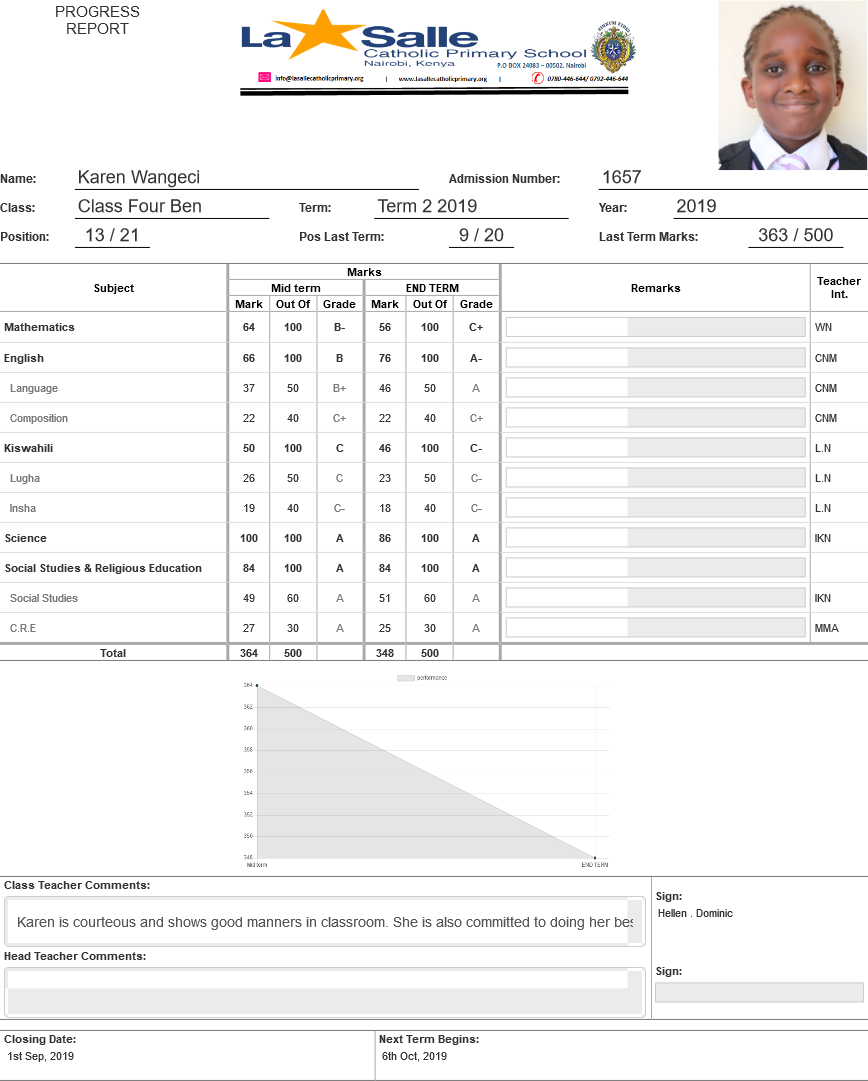 PROGRESS
REPORT
La Salle
Catholic Primary School
Nairobi, Kenya
P.O BOX 24083 – 00502, Nairobi
info@lasallecatholicprimary.org | www.lasallecatholicprimary.org | 0780-446-644/ 0792-446-644
Name: Karen Wangeci Admission Number: 1657
Class: Class Four Ben Term: Term 2 2019 Year: 2019
Position: 13 / 21 Pos Last Term: 9 / 20 Last Term Marks: 363 / 500
Marks
Subject Mid term END TERM Remarks Teacher Int.
Mark Out Of Grade Mark Out Of Grade
Mathematics 64 100 B- 56 100 C+ WN
English 66 100 B 76 100 A- CNM
Language 37 50 B+ 46 50 A CNM
Composition 22 40 C+ 22 40 C+ CNM
Kiswahili 50 100 C 46 100 C- L.N
Lugha 26 50 C 23 50 C- L.N
Insha 19 40 C- 18 40 C- L.N
Science 100 100 A 86 100 A IKN
Social Studies & Religious Education 84 100 A 84 100 A
Social Studies 49 60 A 51 60 A IKN
C.R.E 27 30 A 25 30 A MMA
Total 364 500 348 500
performance
364
362
360
358
356
354
352
350
348
Mid term END TERM
Class Teacher Comments:
Karen is courteous and shows good manners in classroom. She is also committed to doing her bes
Sign:
Hellen . Dominic
Head Teacher Comments:
Sign:
Closing Date: Next Term Begins:
1st Sep, 2019 6th Oct, 2019